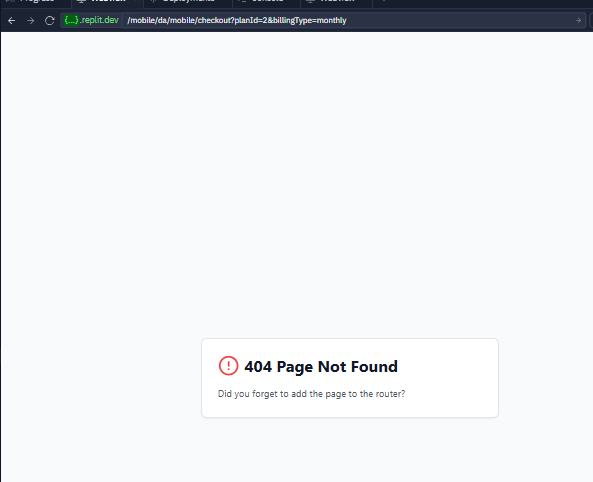 {...}.replit.dev /mobile/da/mobile/checkout?planId=2&billingType=monthly
404 Page Not Found
Did you forget to add the page to the router?